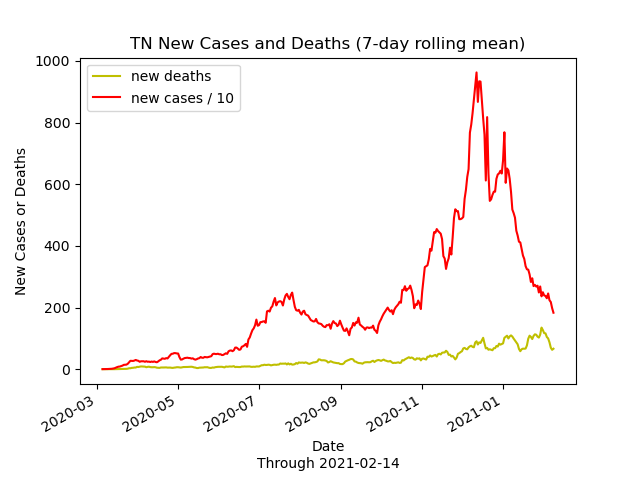 TN New Cases and Deaths (7-day rolling mean)
new deaths
new cases / 10
1000
800
600
400
200
0
New Cases or Deaths
2020-03
2020-05
2020-07
2020-09
2020-11
2021-01
Date
Through 2021-02-14